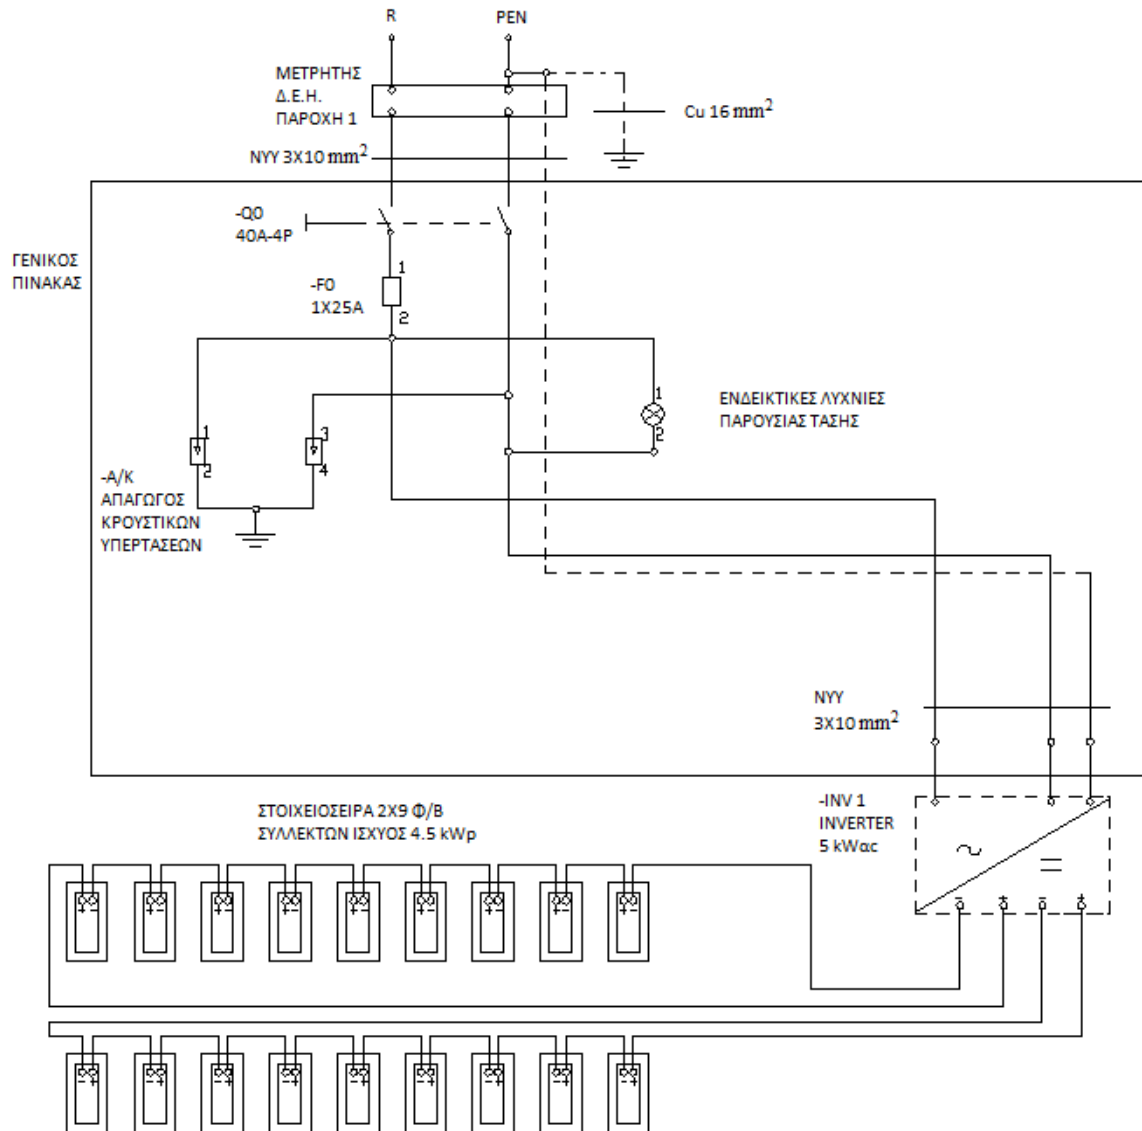 R
PEN
ΜΕΤΡΗΤΗΣ
Δ.Ε.Η.
ΠΑΡΟΧΗ 1
Cu 16 mm²
NYY 3X10 mm²
-Q0
40A-4P
ΓΕΝΙΚΟΣ
ΠΙΝΑΚΑΣ
1
-F0
1X25A
2
ΕΝΔΕΙΚΤΙΚΕΣ ΛΥΧΝΙΕΣ
ΠΑΡΟΥΣΙΑΣ ΤΑΣΗΣ
1
2
1
2
3
4
-Α/Κ
ΑΠΑΓΩΓΟΣ
ΚΡΟΥΣΤΙΚΩΝ
ΥΠΕΡΤΑΣΕΩΝ
NYY
3X10 mm²
ΣΤΟΙΧΕΙΟΣΕΙΡΑ 2X9 Φ/Β
ΣΥΛΛΕΚΤΩΝ ΙΣΧΥΟΣ 4.5 kWp
-INV 1
INVERTER
5 kWαc
- + - +
+ - + - + - + - + - + - + - + - + -
- + - + - + - + - + - + - + - + - +